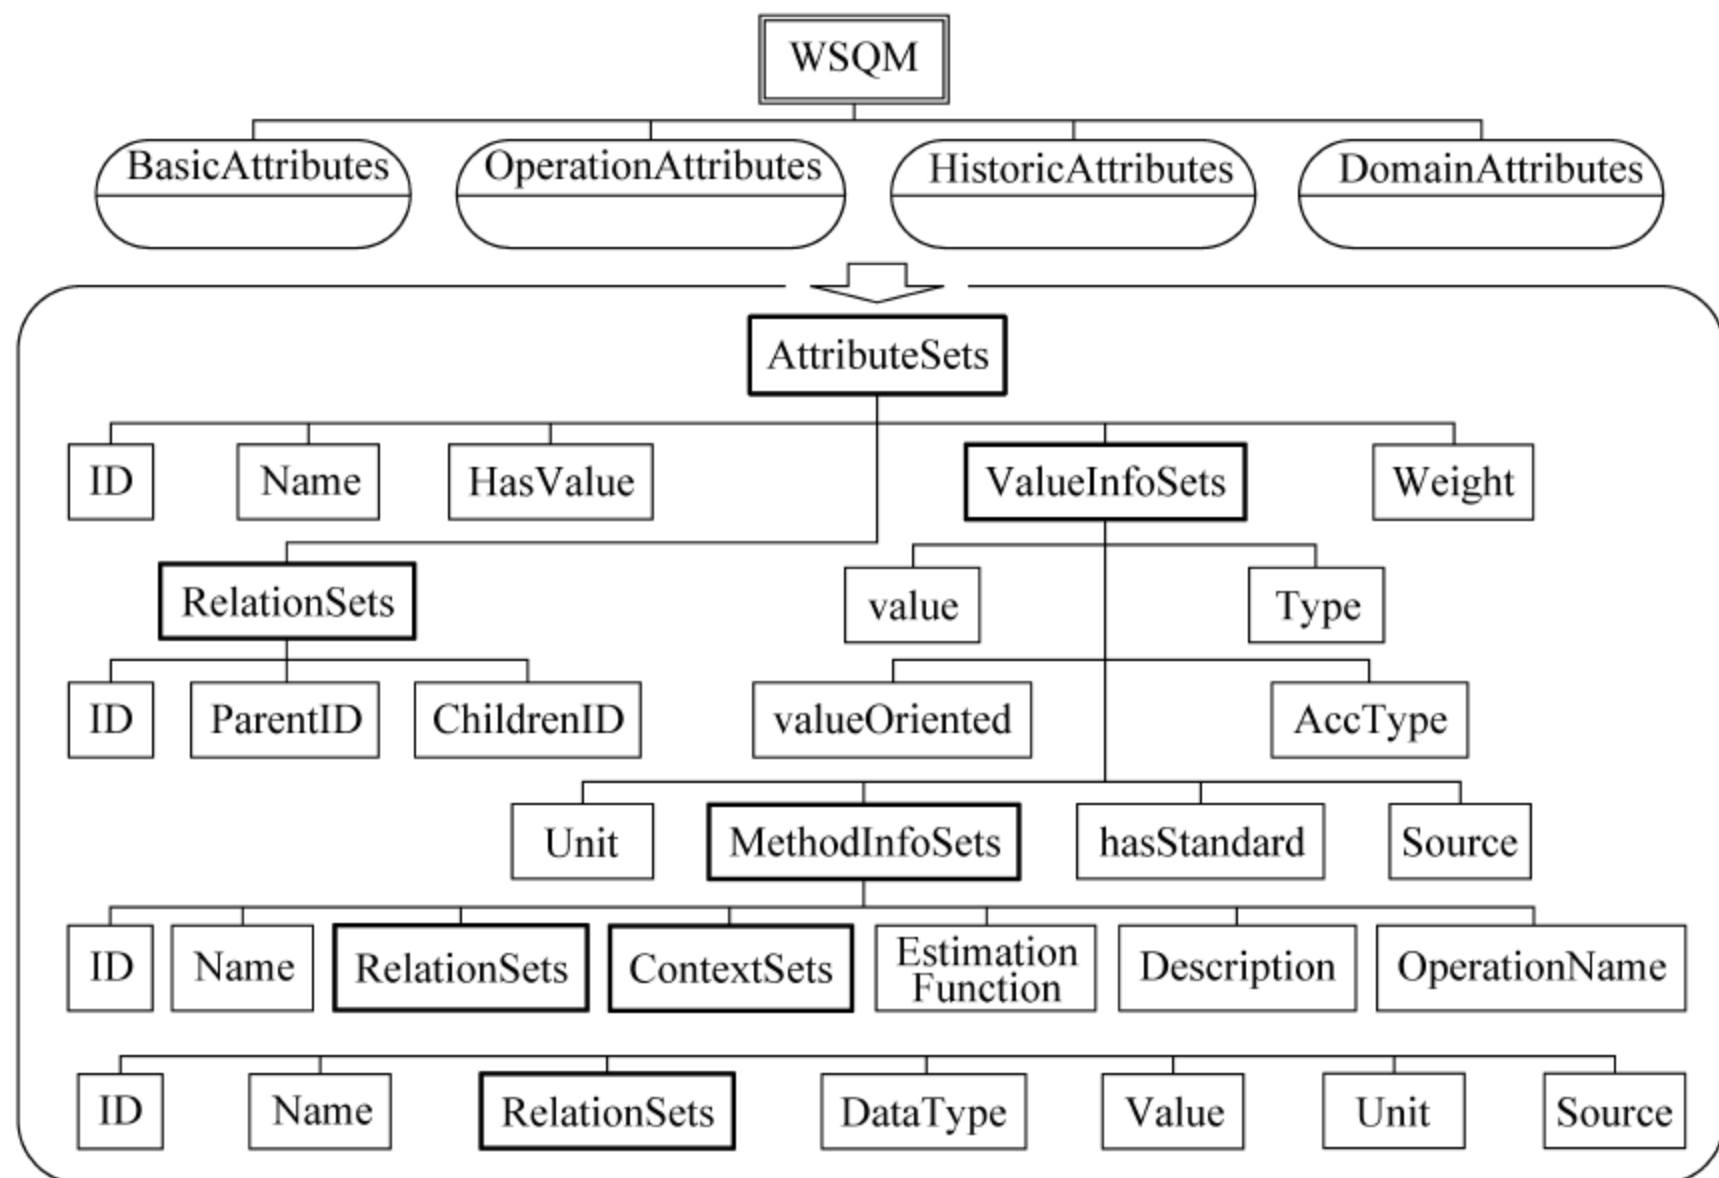 WSQM
BasicAttributes
OperationAttributes
HistoricAttributes
DomainAttributes
AttributeSets
ID
Name
HasValue
ValueInfoSets
Weight
RelationSets
value
Type
ID
ParentID
ChildrenID
valueOriented
AccType
Unit
MethodInfoSets
hasStandard
Source
ID
Name
RelationSets
ContextSets
Estimation
Function
Description
OperationName
ID
Name
RelationSets
DataType
Value
Unit
Source